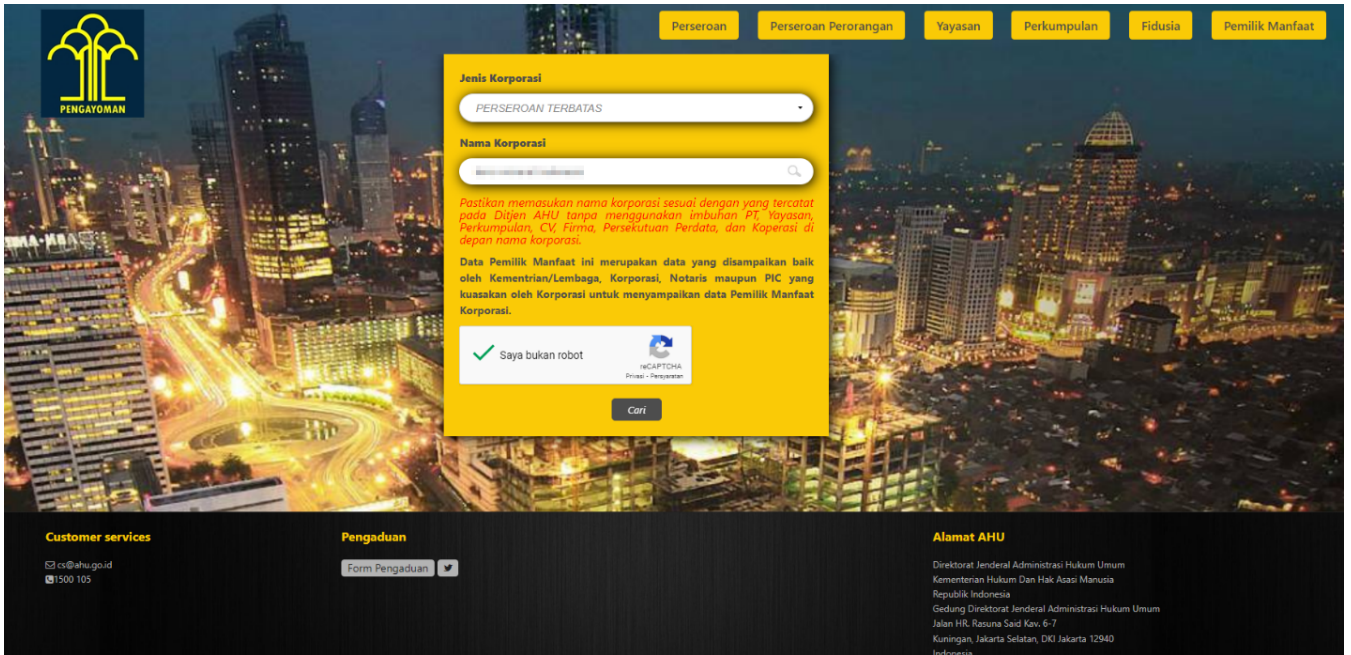 PENGAYOMAN
Perseroan
Perseroan Perorangan
Yayasan
Perkumpulan
Fidusia
Pemilik Manfaat
Jenis Korporasi
PERSEROAN TERBATAS
Nama Korporasi
Pastikan memasukan nama korporasi sesuai dengan yang tercatat
pada Ditjen AHU tanpa menggunakan imbuhan PT, Yayasan,
Perkumpulan, CV, Firma, Persekutuan Perdata, dan Koperasi di
depan nama korporasi.
Data Pemilik Manfaat ini merupakan data yang disampaikan baik
oleh Kementrian/Lembaga, Korporasi, Notaris maupun PIC yang
kuasakan oleh Korporasi untuk menyampaikan data Pemilik Manfaat
Korporasi.
Saya bukan robot
reCAPTCHA
Privasi - Persyaratan
Cari
Customer services
cs@ahu.go.id
1500 105
Pengaduan
Form Pengaduan
Alamat AHU
Direktorat Jenderal Administrasi Hukum Umum
Kementerian Hukum Dan Hak Asasi Manusia
Republik Indonesia
Gedung Direktorat Jenderal Administrasi Hukum Umum
Jalan HR. Rasuna Said Kav. 6-7
Kuningan, Jakarta Selatan, DKI Jakarta 12940
Indonesia